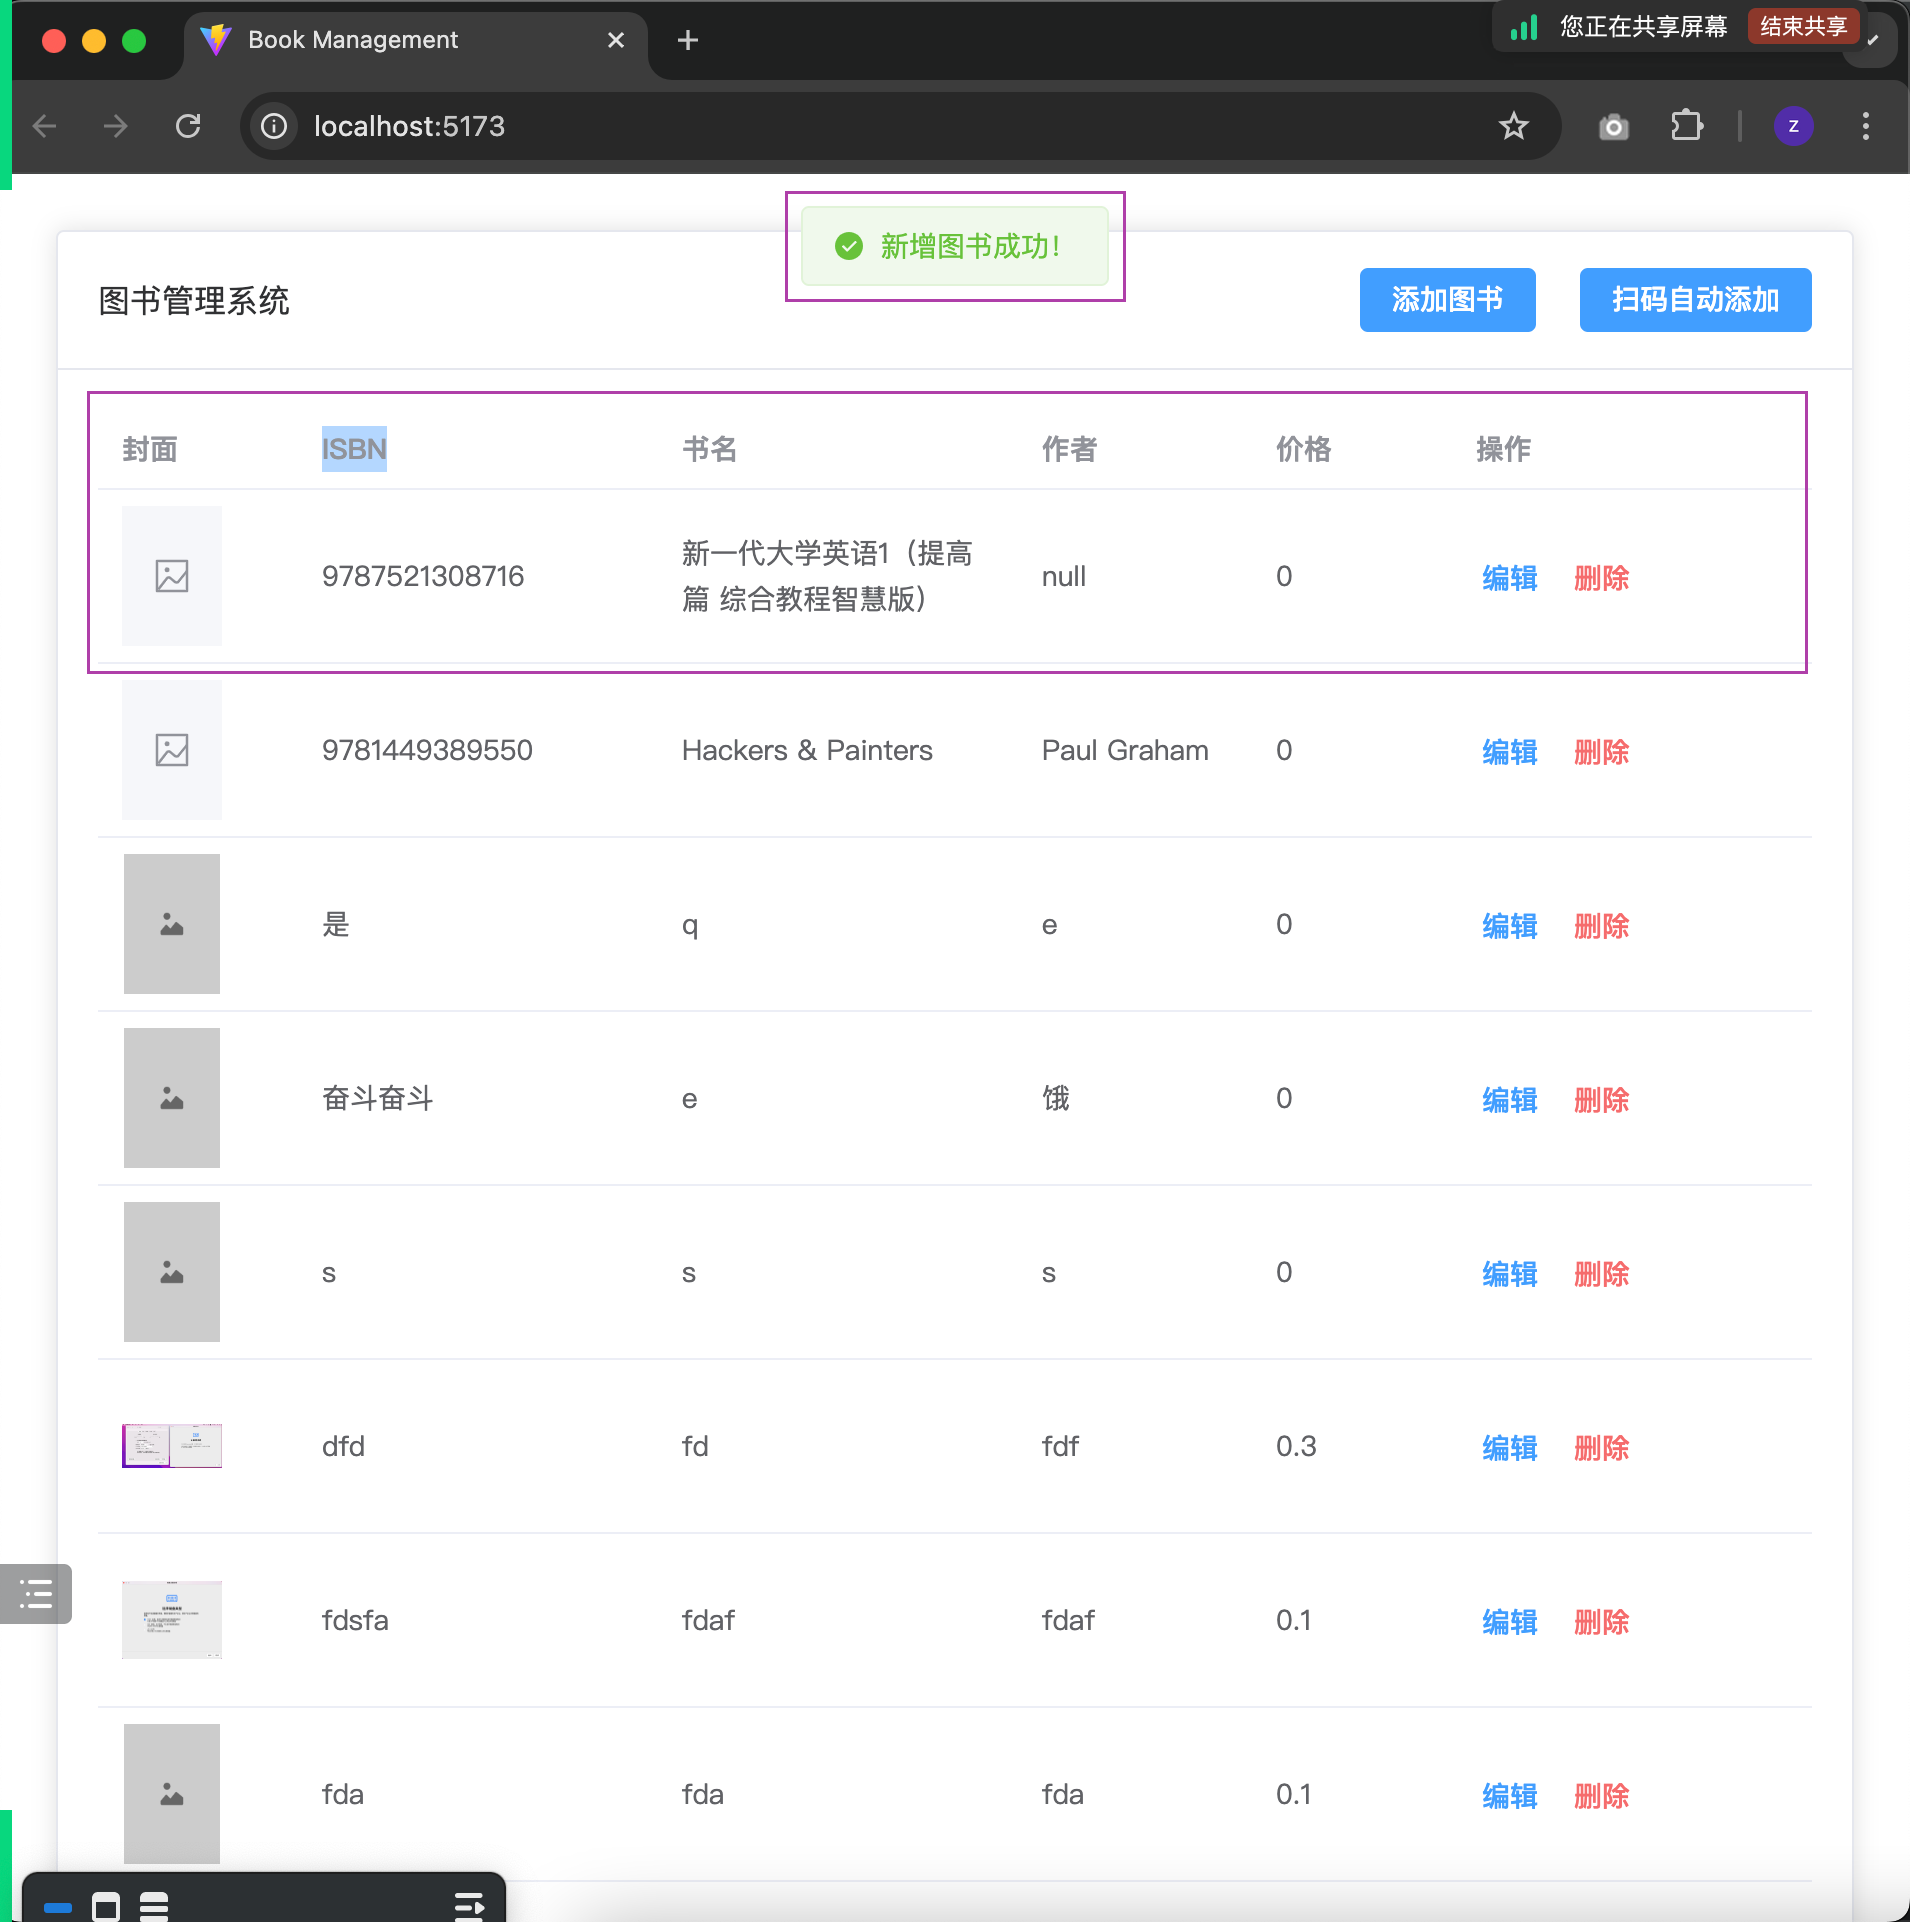 Book Management
您正在共享屏幕 结束共享
localhost:5173
z
新增图书成功!
图书管理系统
添加图书 扫码自动添加
封面 ISBN 书名 作者 价格 操作
9787521308716 新一代大学英语1（提高篇 综合教程智慧版） null 0 编辑 删除
9781449389550 Hackers & Painters Paul Graham 0 编辑 删除
是 q e 0 编辑 删除
奋斗奋斗 e 饿 0 编辑 删除
s s s 0 编辑 删除
dfd fd fdf 0.3 编辑 删除
fdsfa fdaf fdaf 0.1 编辑 删除
fda fda fda 0.1 编辑 删除